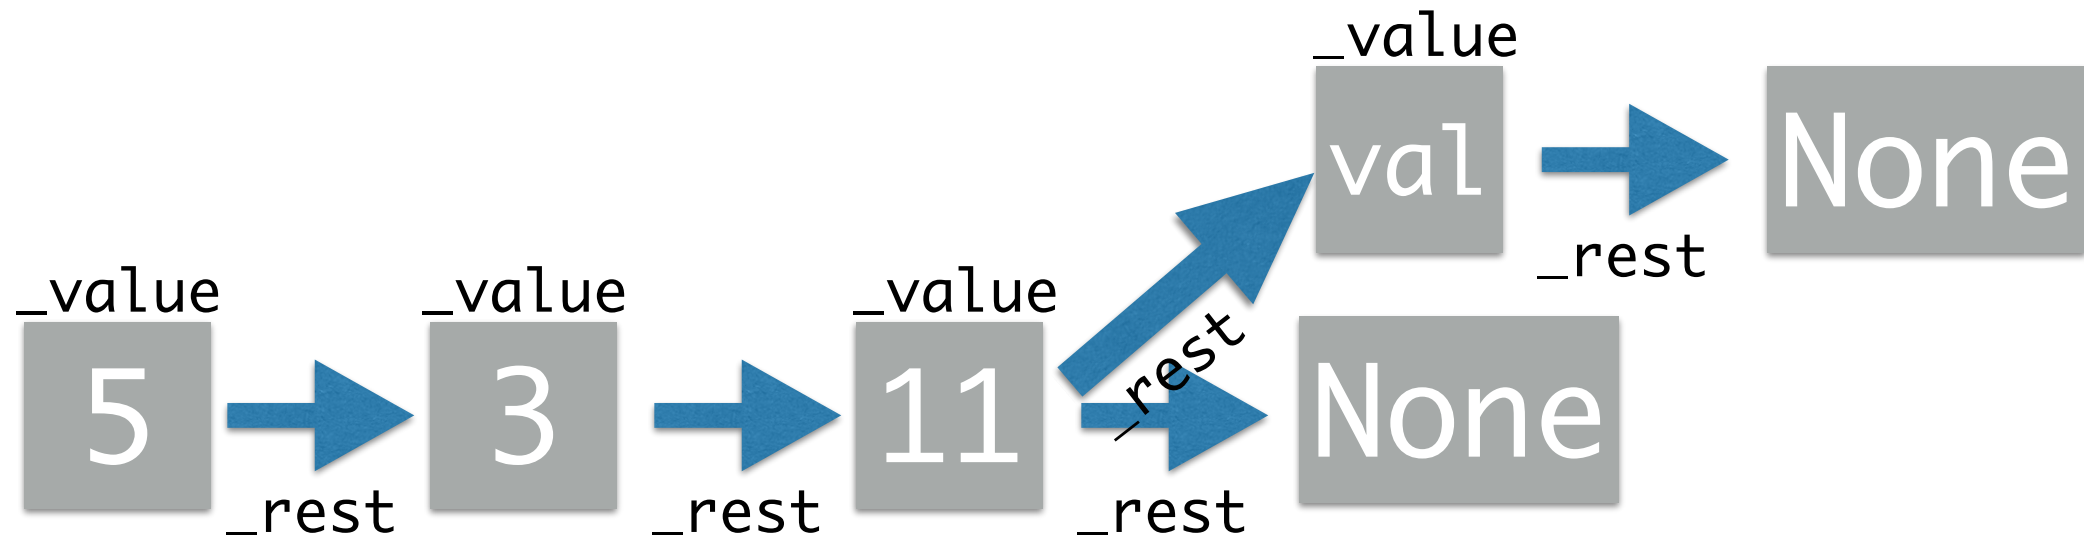 _value
val
None
_rest
_value
_value
_value
_rest
5
3
11
None
_rest
_rest
_rest